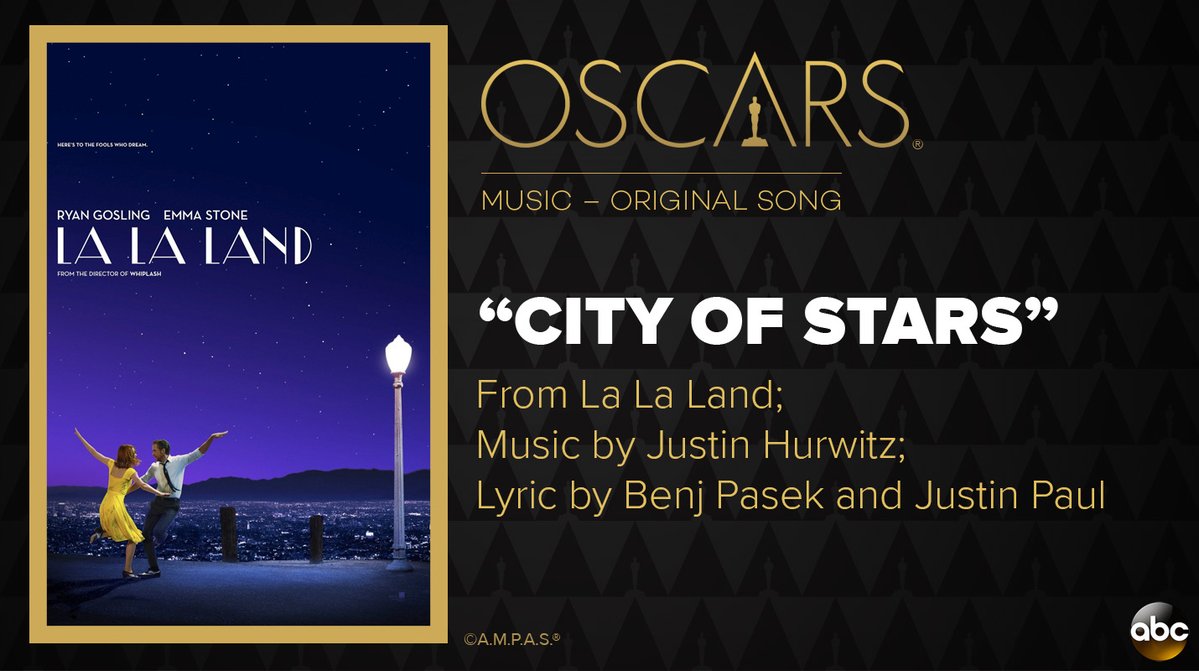 HERE'S TO THE FOOLS WHO DREAM.
RYAN GOSLING EMMA STONE
LA LA LAND
FROM THE DIRECTOR OF WHIPLASH
OSCARS®
MUSIC – ORIGINAL SONG
“CITY OF STARS”
From La La Land;
Music by Justin Hurwitz;
Lyric by Benj Pasek and Justin Paul
©A.M.P.A.S.®
abc